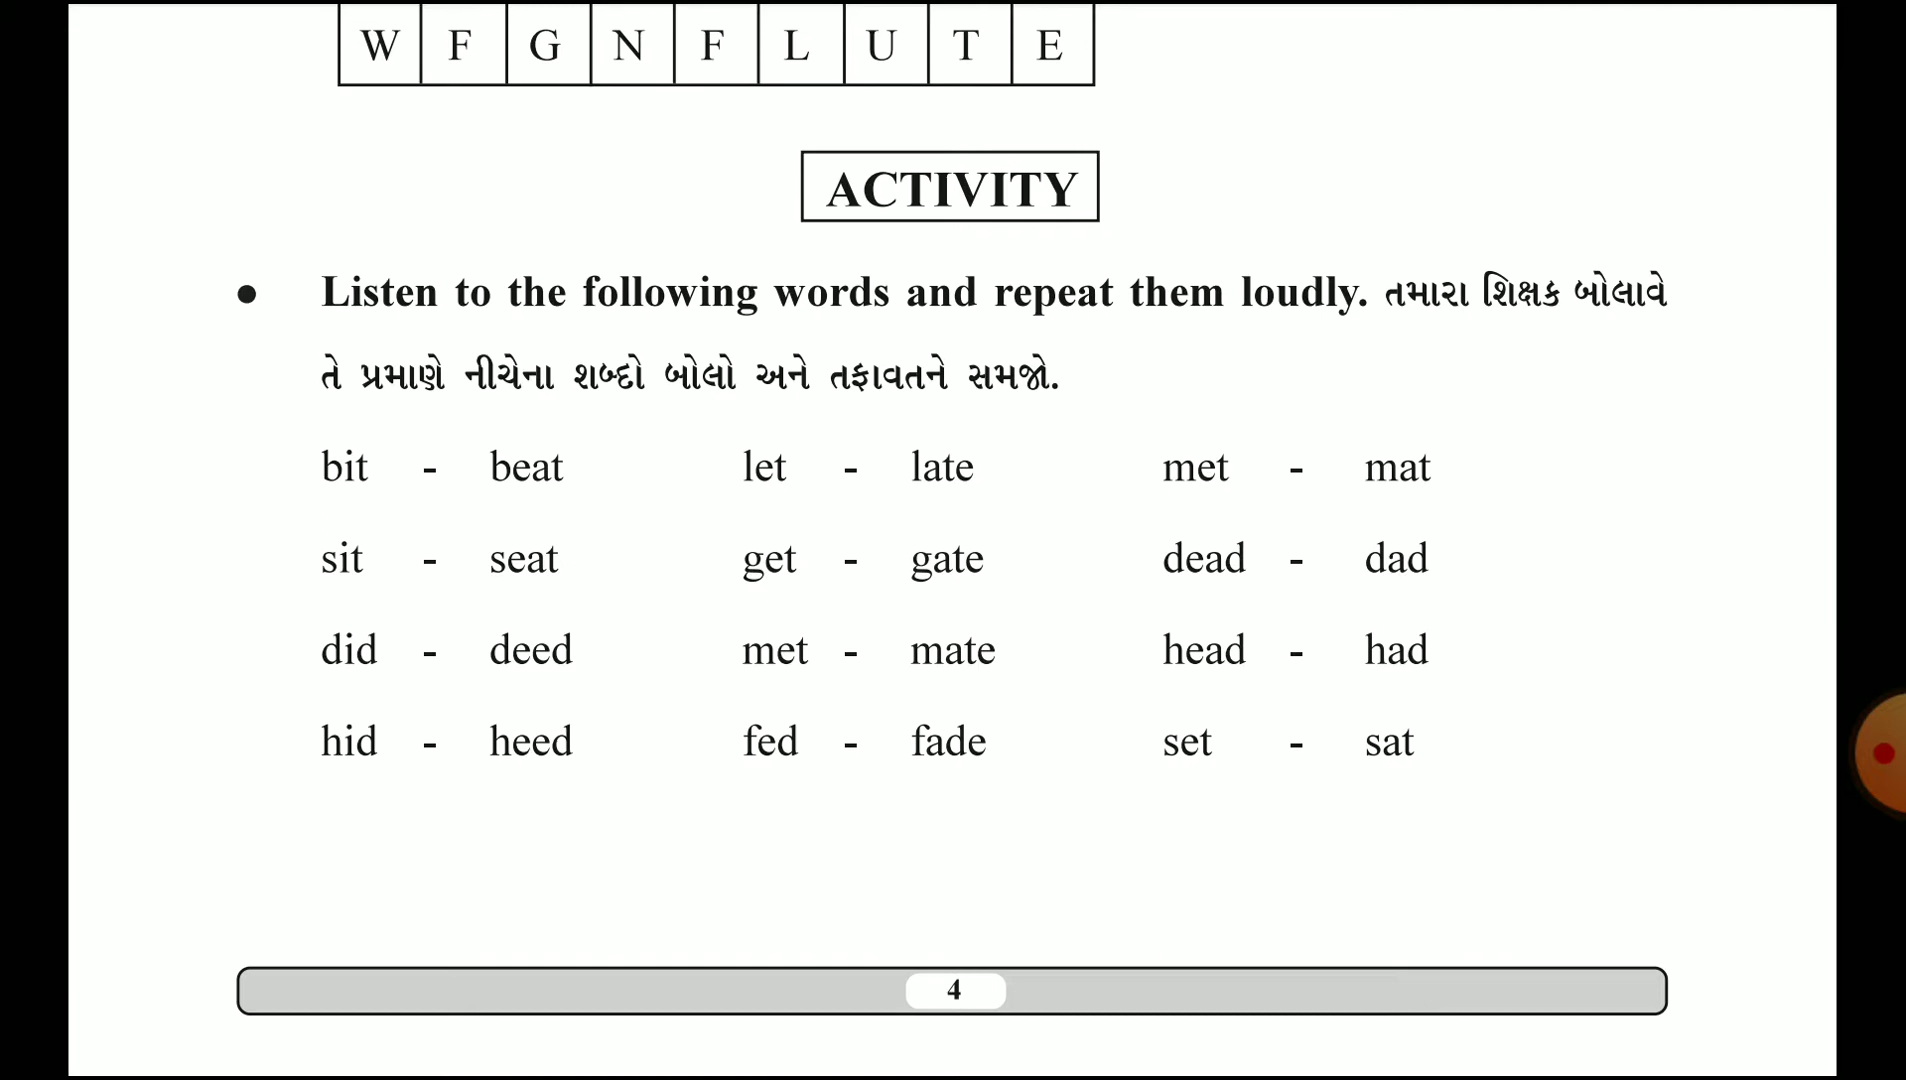 W F G N F L U T E
ACTIVITY
● Listen to the following words and repeat them loudly. તમારા શિક્ષક બોલાવે
તે પ્રમાણે નીચેના શબ્દો બોલો અને તફાવતને સમજો.
bit - beat let - late met - mat
sit - seat get - gate dead - dad
did - deed met - mate head - had
hid - heed fed - fade set - sat
4